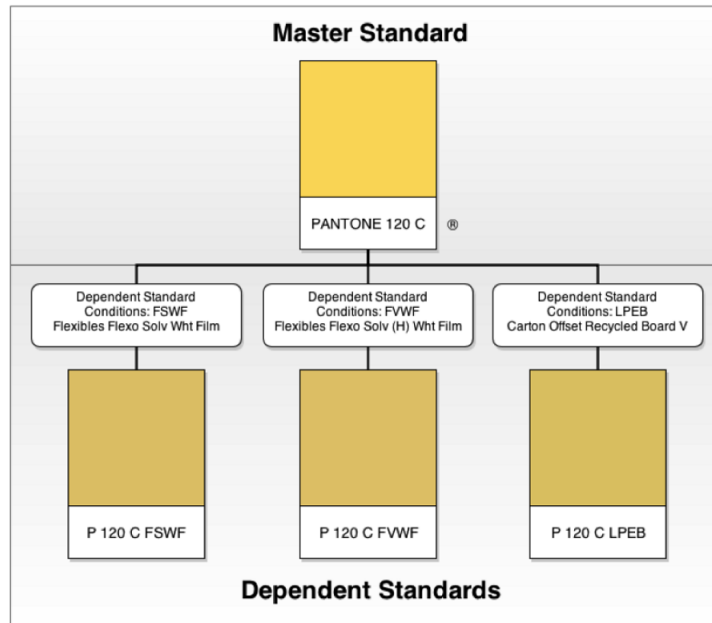 Master Standard
PANTONE 120 C ®
Dependent Standard
Conditions: FSWF
Flexibles Flexo Solv Wht Film
Dependent Standard
Conditions: FVWF
Flexibles Flexo Solv (H) Wht Film
Dependent Standard
Conditions: LPEB
Carton Offset Recycled Board V
P 120 C FSWF
P 120 C FVWF
P 120 C LPEB
Dependent Standards